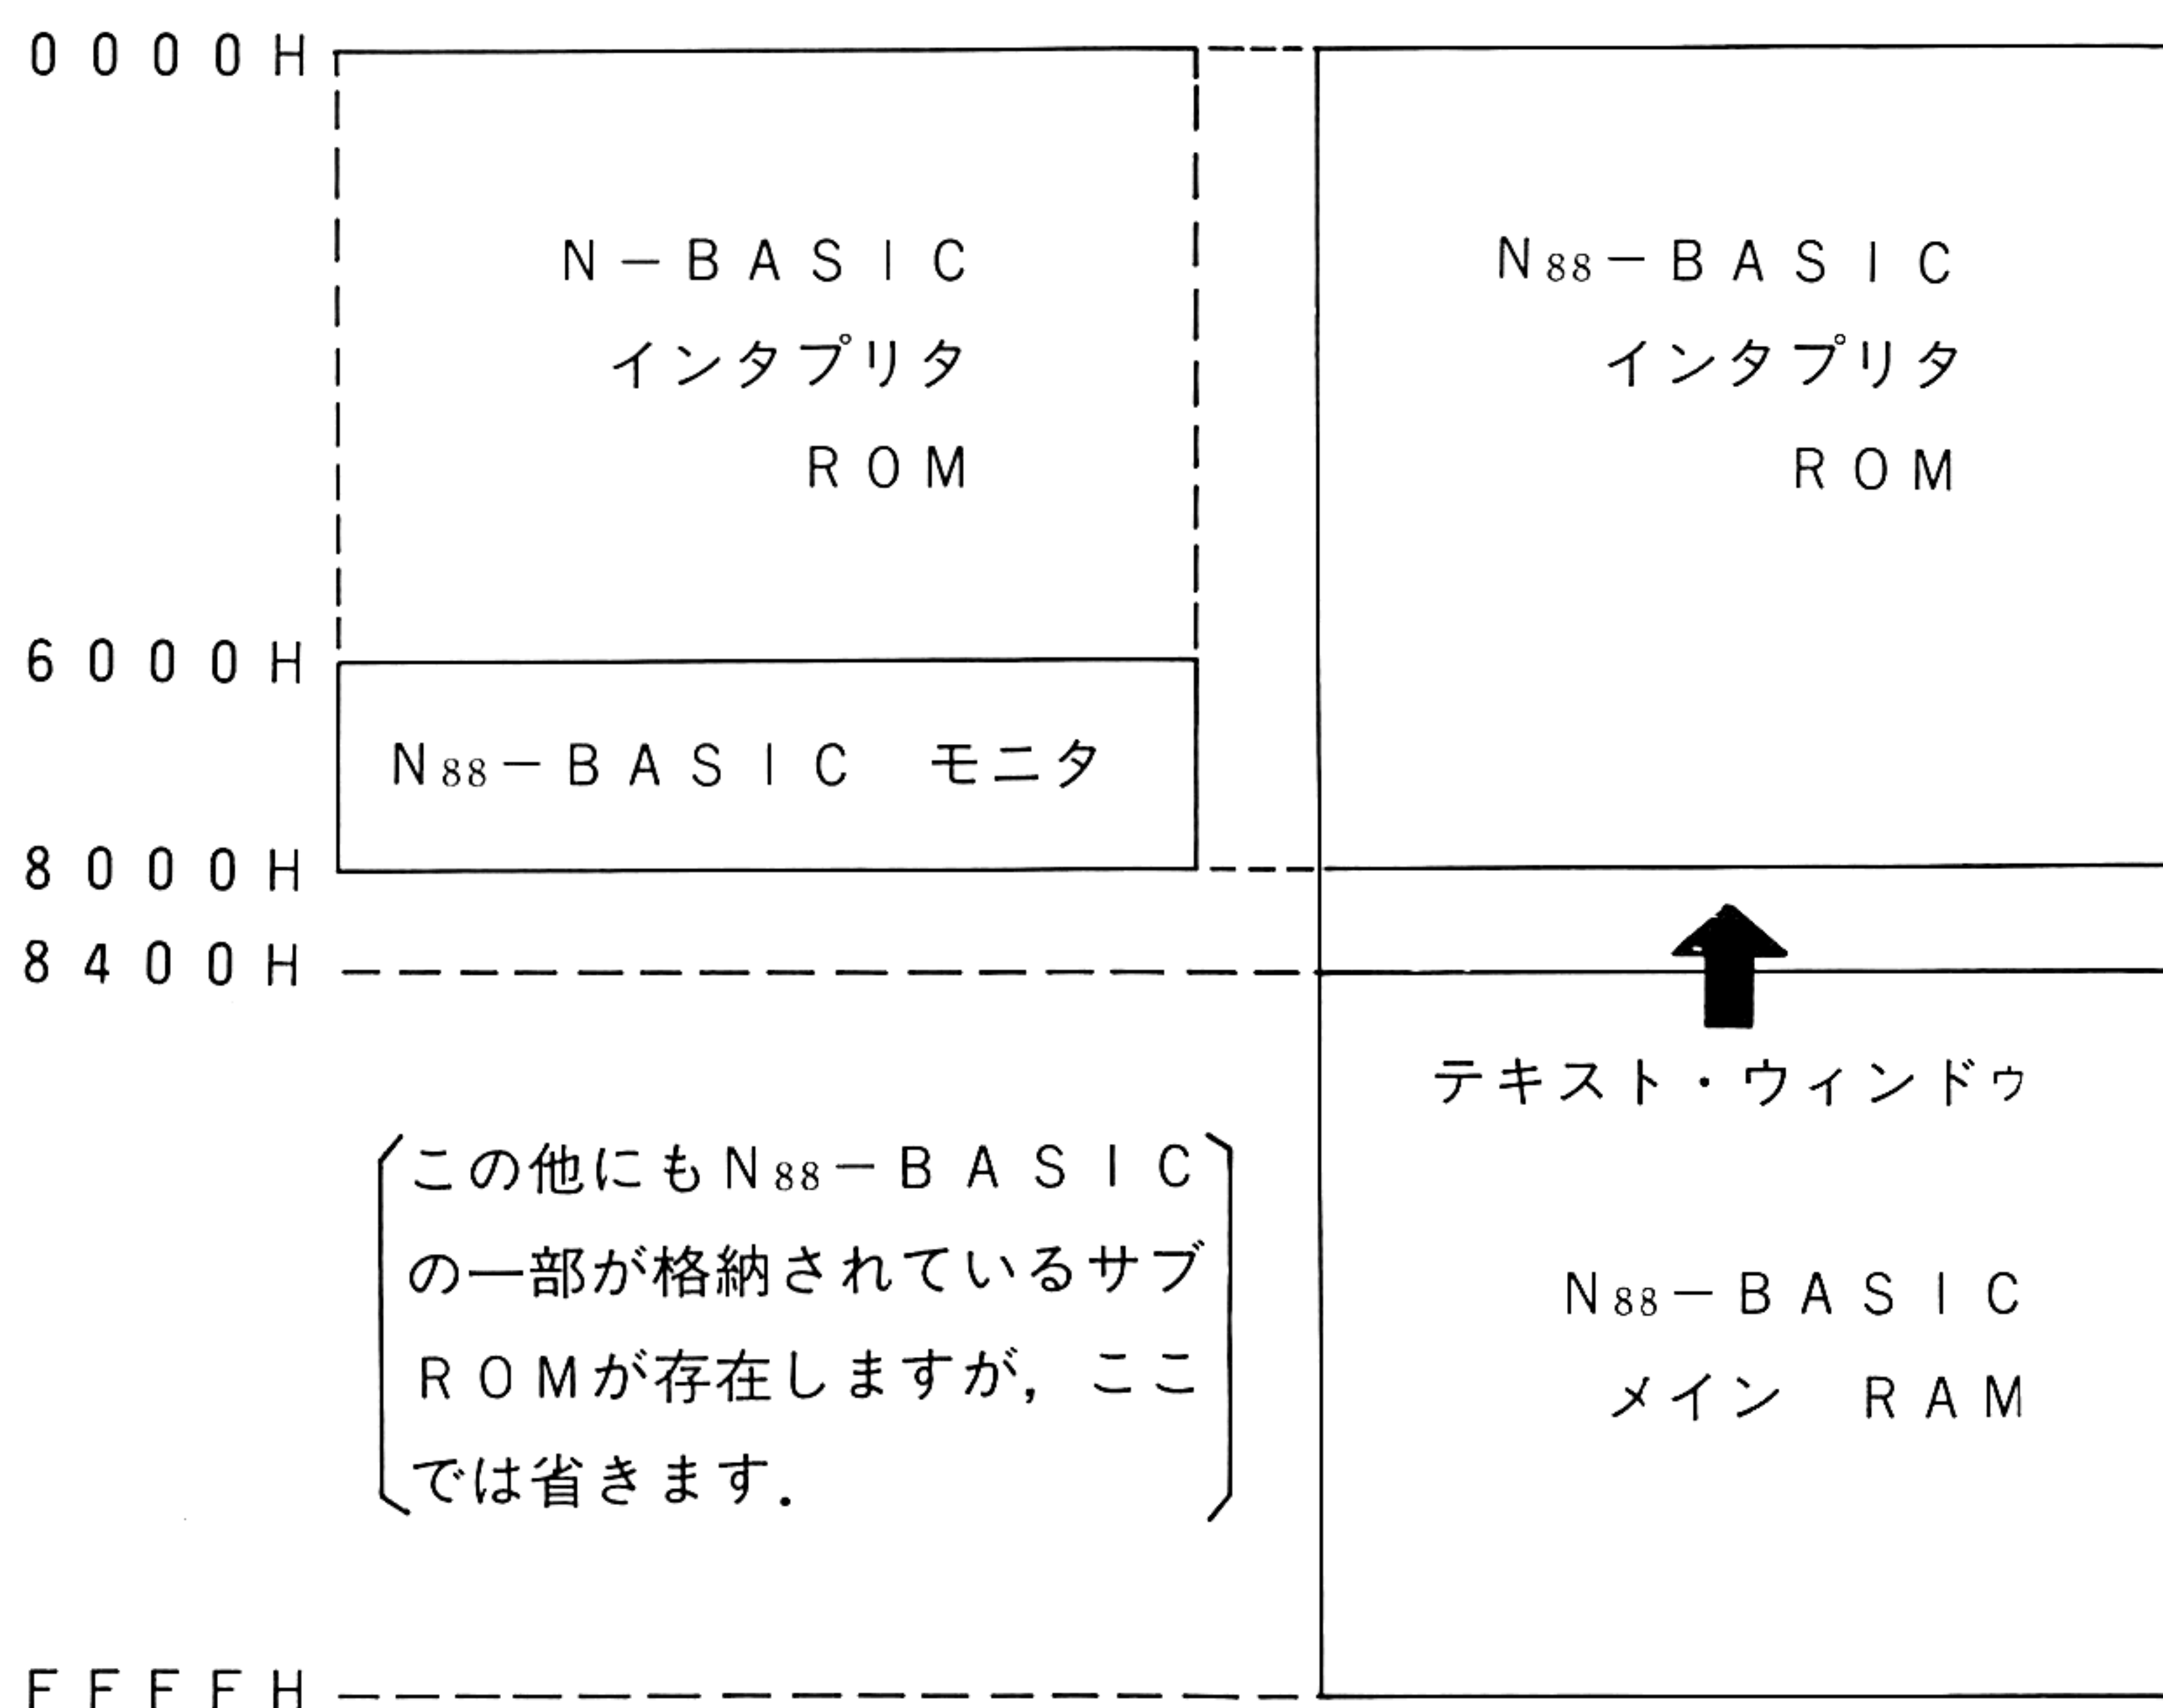 0000H
N-BASIC
インタプリタ
ROM
N88-BASIC
インタプリタ
ROM
6000H
N88-BASIC モニタ
8000H
8400H
テキスト・ウィンドゥ
この他にもN88-BASIC
の一部が格納されているサブ
ROMが存在しますが,ここ
では省きます.
N88-BASIC
メイン RAM
FFFFH